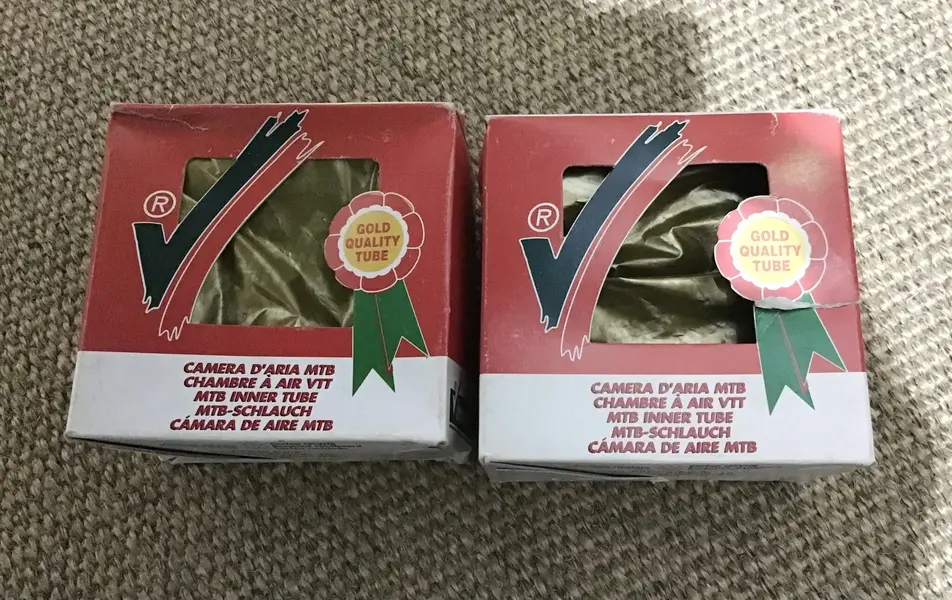 ®
GOLD
QUALITY
TUBE
CAMERA D'ARIA MTB
CHAMBRE À AIR VTT
MTB INNER TUBE
MTB-SCHLAUCH
CÁMARA DE AIRE MTB
®
GOLD
QUALITY
TUBE
CAMERA D'ARIA MTB
CHAMBRE À AIR VTT
MTB INNER TUBE
MTB-SCHLAUCH
CÁMARA DE AIRE MTB